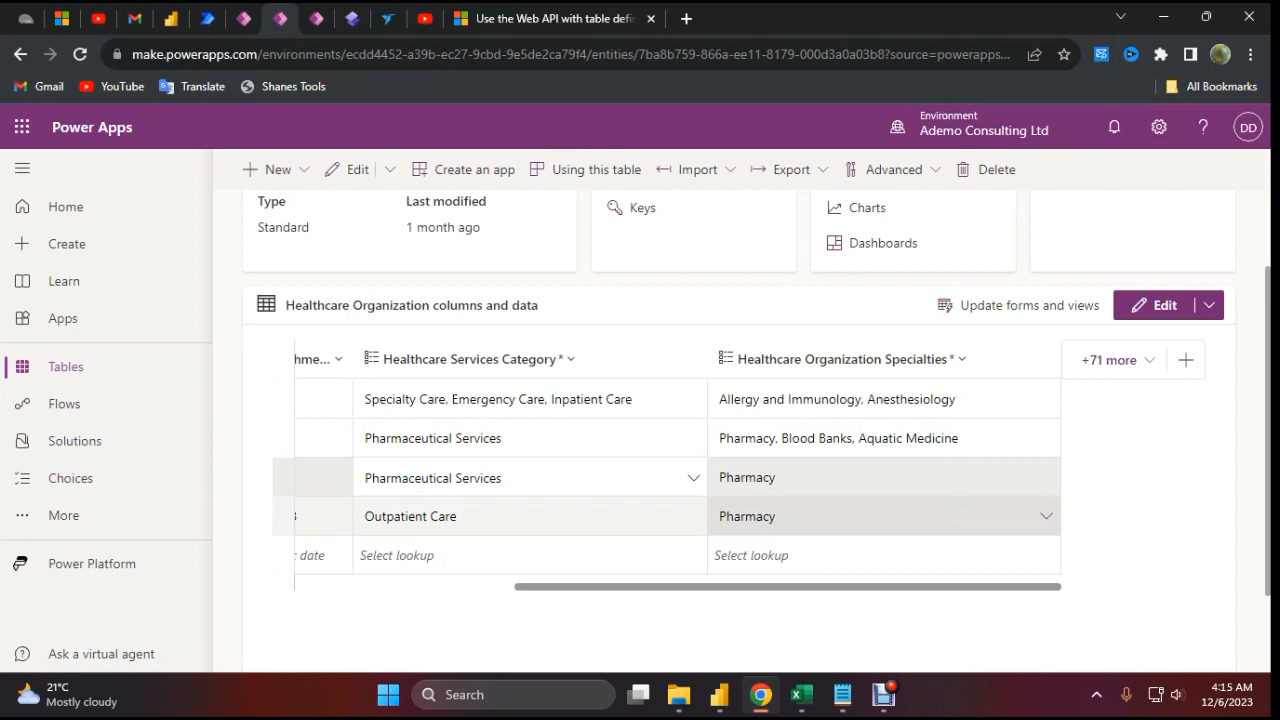 Use the Web API with table defi
make.powerapps.com/environments/ecdd4452-a39b-ec27-9cbd-9e5de2ca79f4/entities/7ba8b759-866a-ee11-8179-000d3a0a03b8?source=powerapps...
Gmail YouTube Translate Shanes Tools All Bookmarks
Power Apps
Environment
Ademo Consulting Ltd
DD
New Edit Create an app Using this table Import Export Advanced Delete
Home
Create
Learn
Apps
Tables
Flows
Solutions
Choices
More
Power Platform
Ask a virtual agent
Type Last modified
Standard 1 month ago
Keys
Charts
Dashboards
Healthcare Organization columns and data
Update forms and views Edit
hme... Healthcare Services Category* Healthcare Organization Specialties* +71 more
Specialty Care, Emergency Care, Inpatient Care Allergy and Immunology, Anesthesiology
Pharmaceutical Services Pharmacy, Blood Banks, Aquatic Medicine
Pharmaceutical Services Pharmacy
Outpatient Care Pharmacy
date Select lookup Select lookup
21°C
Mostly cloudy
Search
4:15 AM
12/6/2023